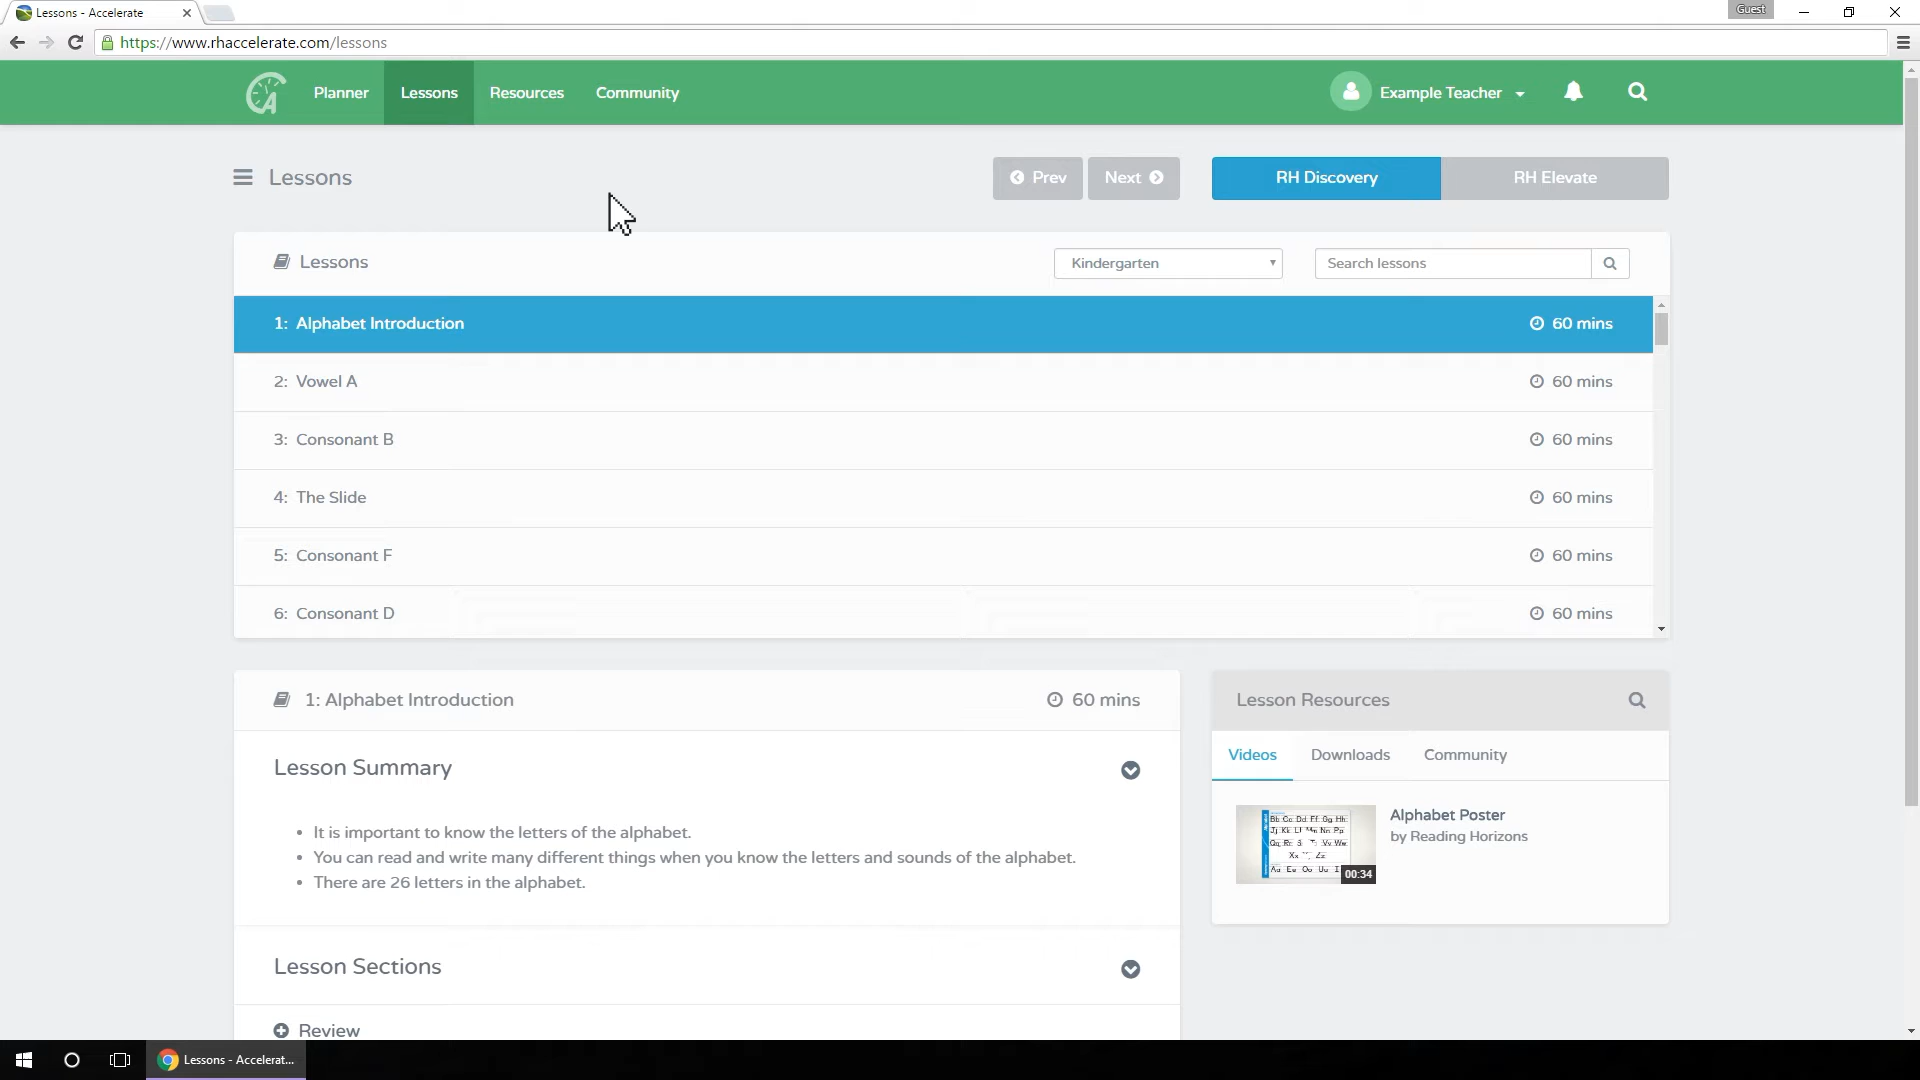 Lessons - Accelerate
Guest
https://www.rhaccelerate.com/lessons
Planner Lessons Resources Community Example Teacher
Lessons Prev Next RH Discovery RH Elevate
Lessons Kindergarten Search lessons
1: Alphabet Introduction 60 mins
2: Vowel A 60 mins
3: Consonant B 60 mins
4: The Slide 60 mins
5: Consonant F 60 mins
6: Consonant D 60 mins
1: Alphabet Introduction 60 mins
Lesson Summary
• It is important to know the letters of the alphabet.
• You can read and write many different things when you know the letters and sounds of the alphabet.
• There are 26 letters in the alphabet.
Lesson Sections
Review
Lesson Resources
Videos Downloads Community
Alphabet Poster
by Reading Horizons
00:34
Lessons - Accelerat...